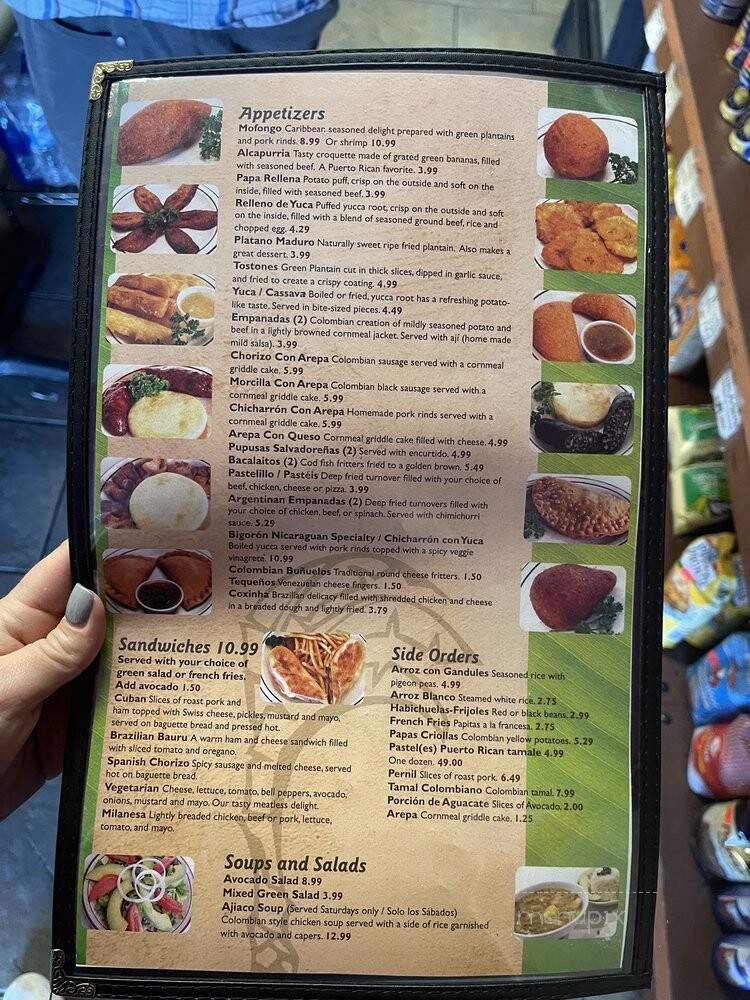 Appetizers
Mofongo Caribbean seasoned delight prepared with green plantains
and pork rinds. 8.99 Or shrimp 10.99
Alcapurria Tasty croquette made of grated green bananas, filled
with seasoned beef. A Puerto Rican favorite. 3.99
Papa Rellena Potato puff, crisp on the outside and soft on the
inside, filled with seasoned beef. 3.99
Relleno de Yuca Puffed yucca root, crisp on the outside and soft
on the inside, filled with a blend of seasoned ground beef, rice and
chopped egg. 4.29
Platano Maduro Naturally sweet ripe fried plantain. Also makes a
great dessert. 3.99
Tostones Green Plantain cut in thick slices, dipped in garlic sauce,
and fried to create a crispy coating. 4.99
Yuca / Cassava Boiled or fried, yucca root has a refreshing potato-
like taste. Served in bite-sized pieces. 4.49
Empanadas (2) Colombian creation of mildly seasoned potato and
beef in a lightly browned cornmeal jacket. Served with ají (home made
mild salsa). 3.99
Chorizo Con Arepa Colombian sausage served with a cornmeal
griddle cake. 5.99
Morcilla Con Arepa Colombian black sausage served with a
cornmeal griddle cake. 5.99
Chicharrón Con Arepa Homemade pork rinds served with a
cornmeal griddle cake. 5.99
Arepa Con Queso Cornmeal griddle cake filled with cheese. 4.99
Pupusas Salvadoreñas (2) Served with encurtido. 4.99
Bacalaitos (2) Cod fish fritters fried to a golden brown. 5.49
Pastelillo / Pastéis Deep fried turnover filled with your choice of
beef, chicken, cheese or pizza. 3.99
Argentinan Empanadas (2) Deep fried turnovers filled with
your choice of chicken, beef, or spinach. Served with chimichurri
sauce. 5.29
Bigorón Nicaraguan Specialty / Chicharrón con Yuca
Boiled yucca served with pork rinds topped with a spicy veggie
vinagrete. 10.99
Colombian Buñuelos Traditional round cheese fritters. 1.50
Tequeños Venezuelan cheese fingers. 1.50
Coxinha Brazilian delicacy filled with shredded chicken and cheese
in a breaded dough and lightly fried. 3.79
Sandwiches 10.99
Served with your choice of
green salad or french fries.
Add avocado 1.50
Cuban Slices of roast pork and
ham topped with Swiss cheese, pickles, mustard and mayo,
served on baguette bread and pressed hot.
Brazilian Bauru A warm ham and cheese sandwich filled
with sliced tomato and oregano.
Spanish Chorizo Spicy sausage and melted cheese, served
hot on baguette bread.
Vegetarian Cheese, lettuce, tomato, bell peppers, avocado,
onions, mustard and mayo. Our tasty meatless delight.
Milanesa Lightly breaded chicken, beef or pork, lettuce,
tomato, and mayo.
Side Orders
Arroz con Gandules Seasoned rice with
pigeon peas. 4.99
Arroz Blanco Steamed white rice. 2.75
Habichuelas-Frijoles Red or black beans. 2.99
French Fries Papitas a la francesa. 2.75
Papas Criollas Colombian yellow potatoes. 5.29
Pastel(es) Puerto Rican tamale 4.99
One dozen. 49.00
Pernil Slices of roast pork. 6.49
Tamal Colombiano Colombian tamal. 7.99
Porción de Aguacate Slices of Avocado. 2.00
Arepa Cornmeal griddle cake. 1.25
Soups and Salads
Avocado Salad 8.99
Mixed Green Salad 3.99
Ajiaco Soup (Served Saturdays only / Solo los Sábados)
Colombian style chicken soup served with a side of rice garnished
with avocado and capers. 12.99